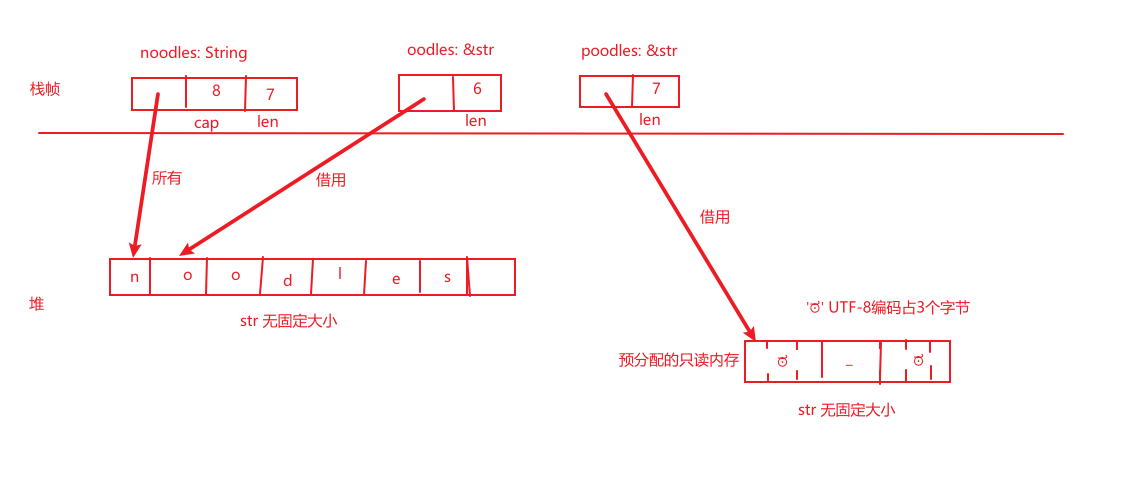 noodles: String
oodles: &str
poodles: &str
栈帧
8
7
6
7
cap
len
len
len
所有
借用
借用
n
o
o
d
l
e
s
堆
str 无固定大小
'ಠ' UTF-8编码占3个字节
预分配的只读内存
ಠ
_
ಠ
str 无固定大小